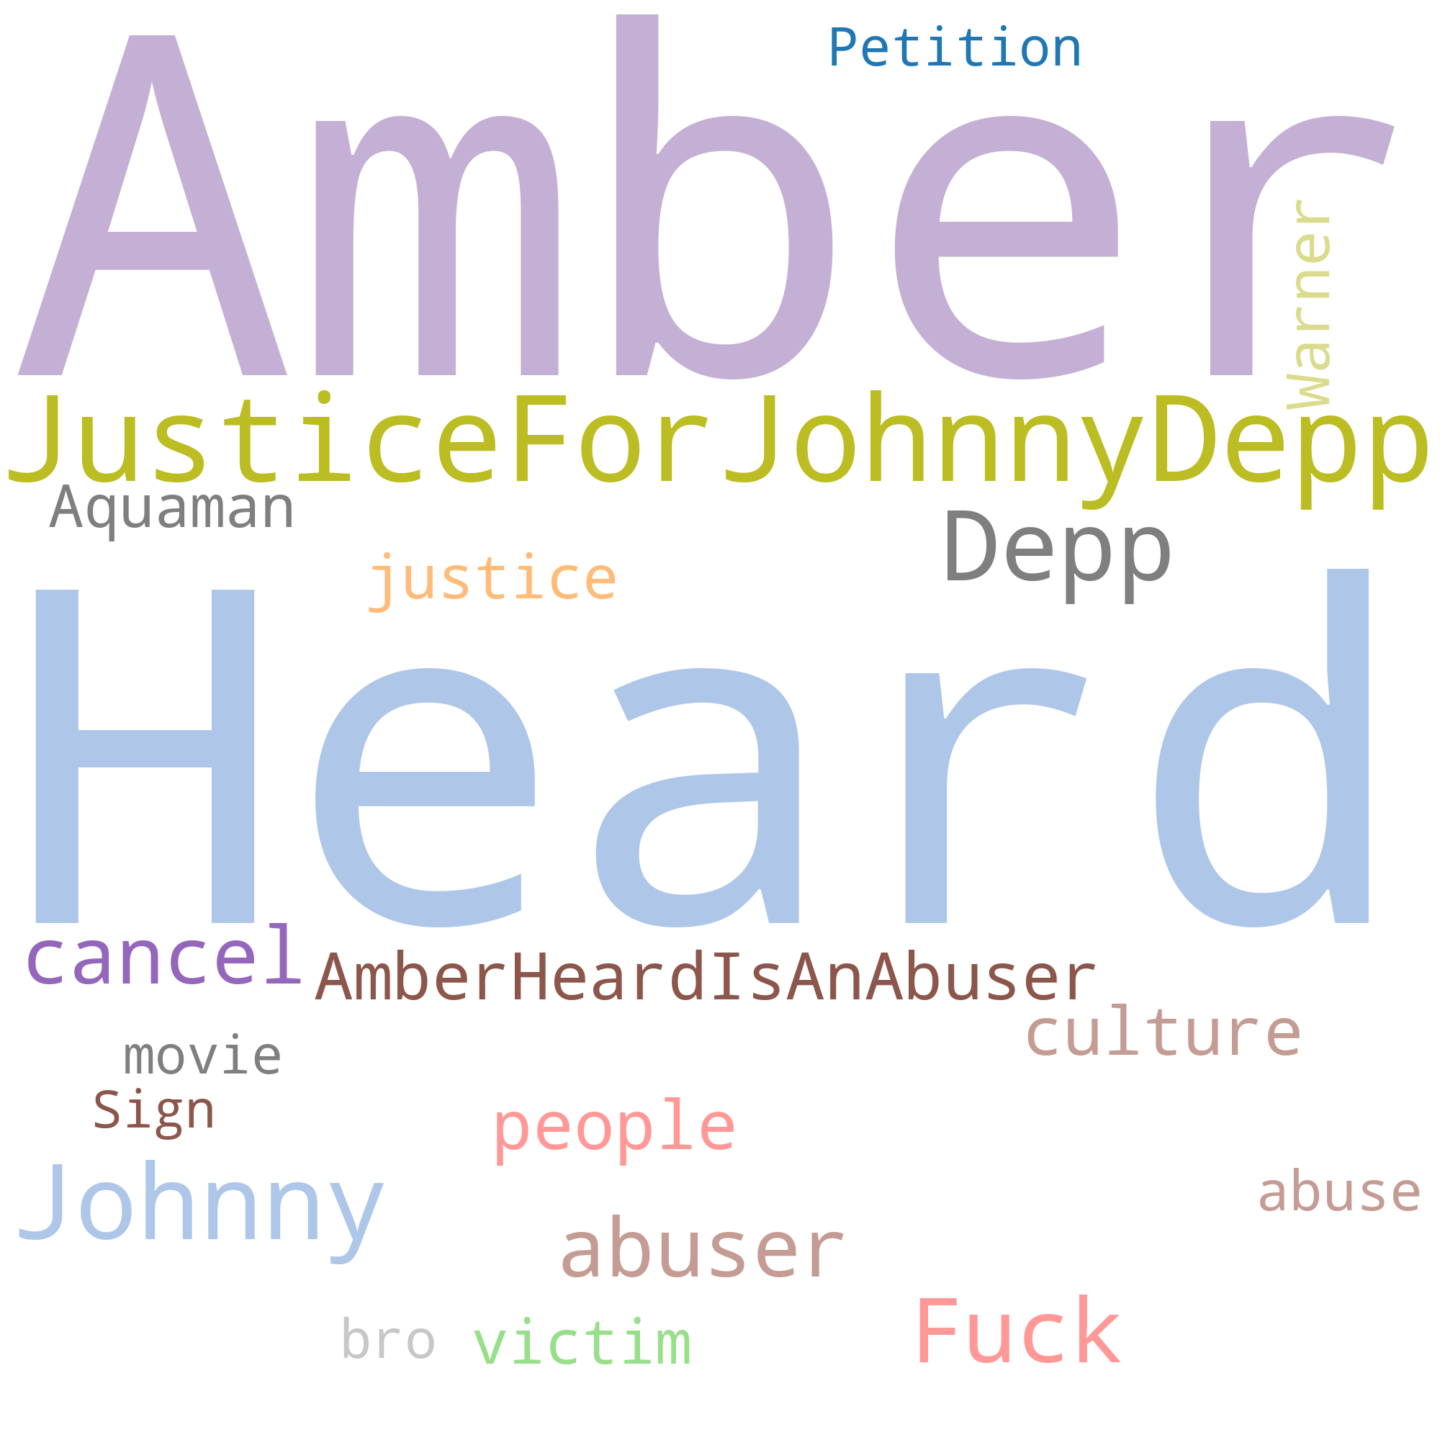 Petition
Amber
Warner
JusticeForJohnnyDepp
Aquaman
Depp
justice
Heard
cancel
AmberHeardIsAnAbuser
culture
movie
Sign
people
Johnny
abuse
abuser
Fuck
bro
victim